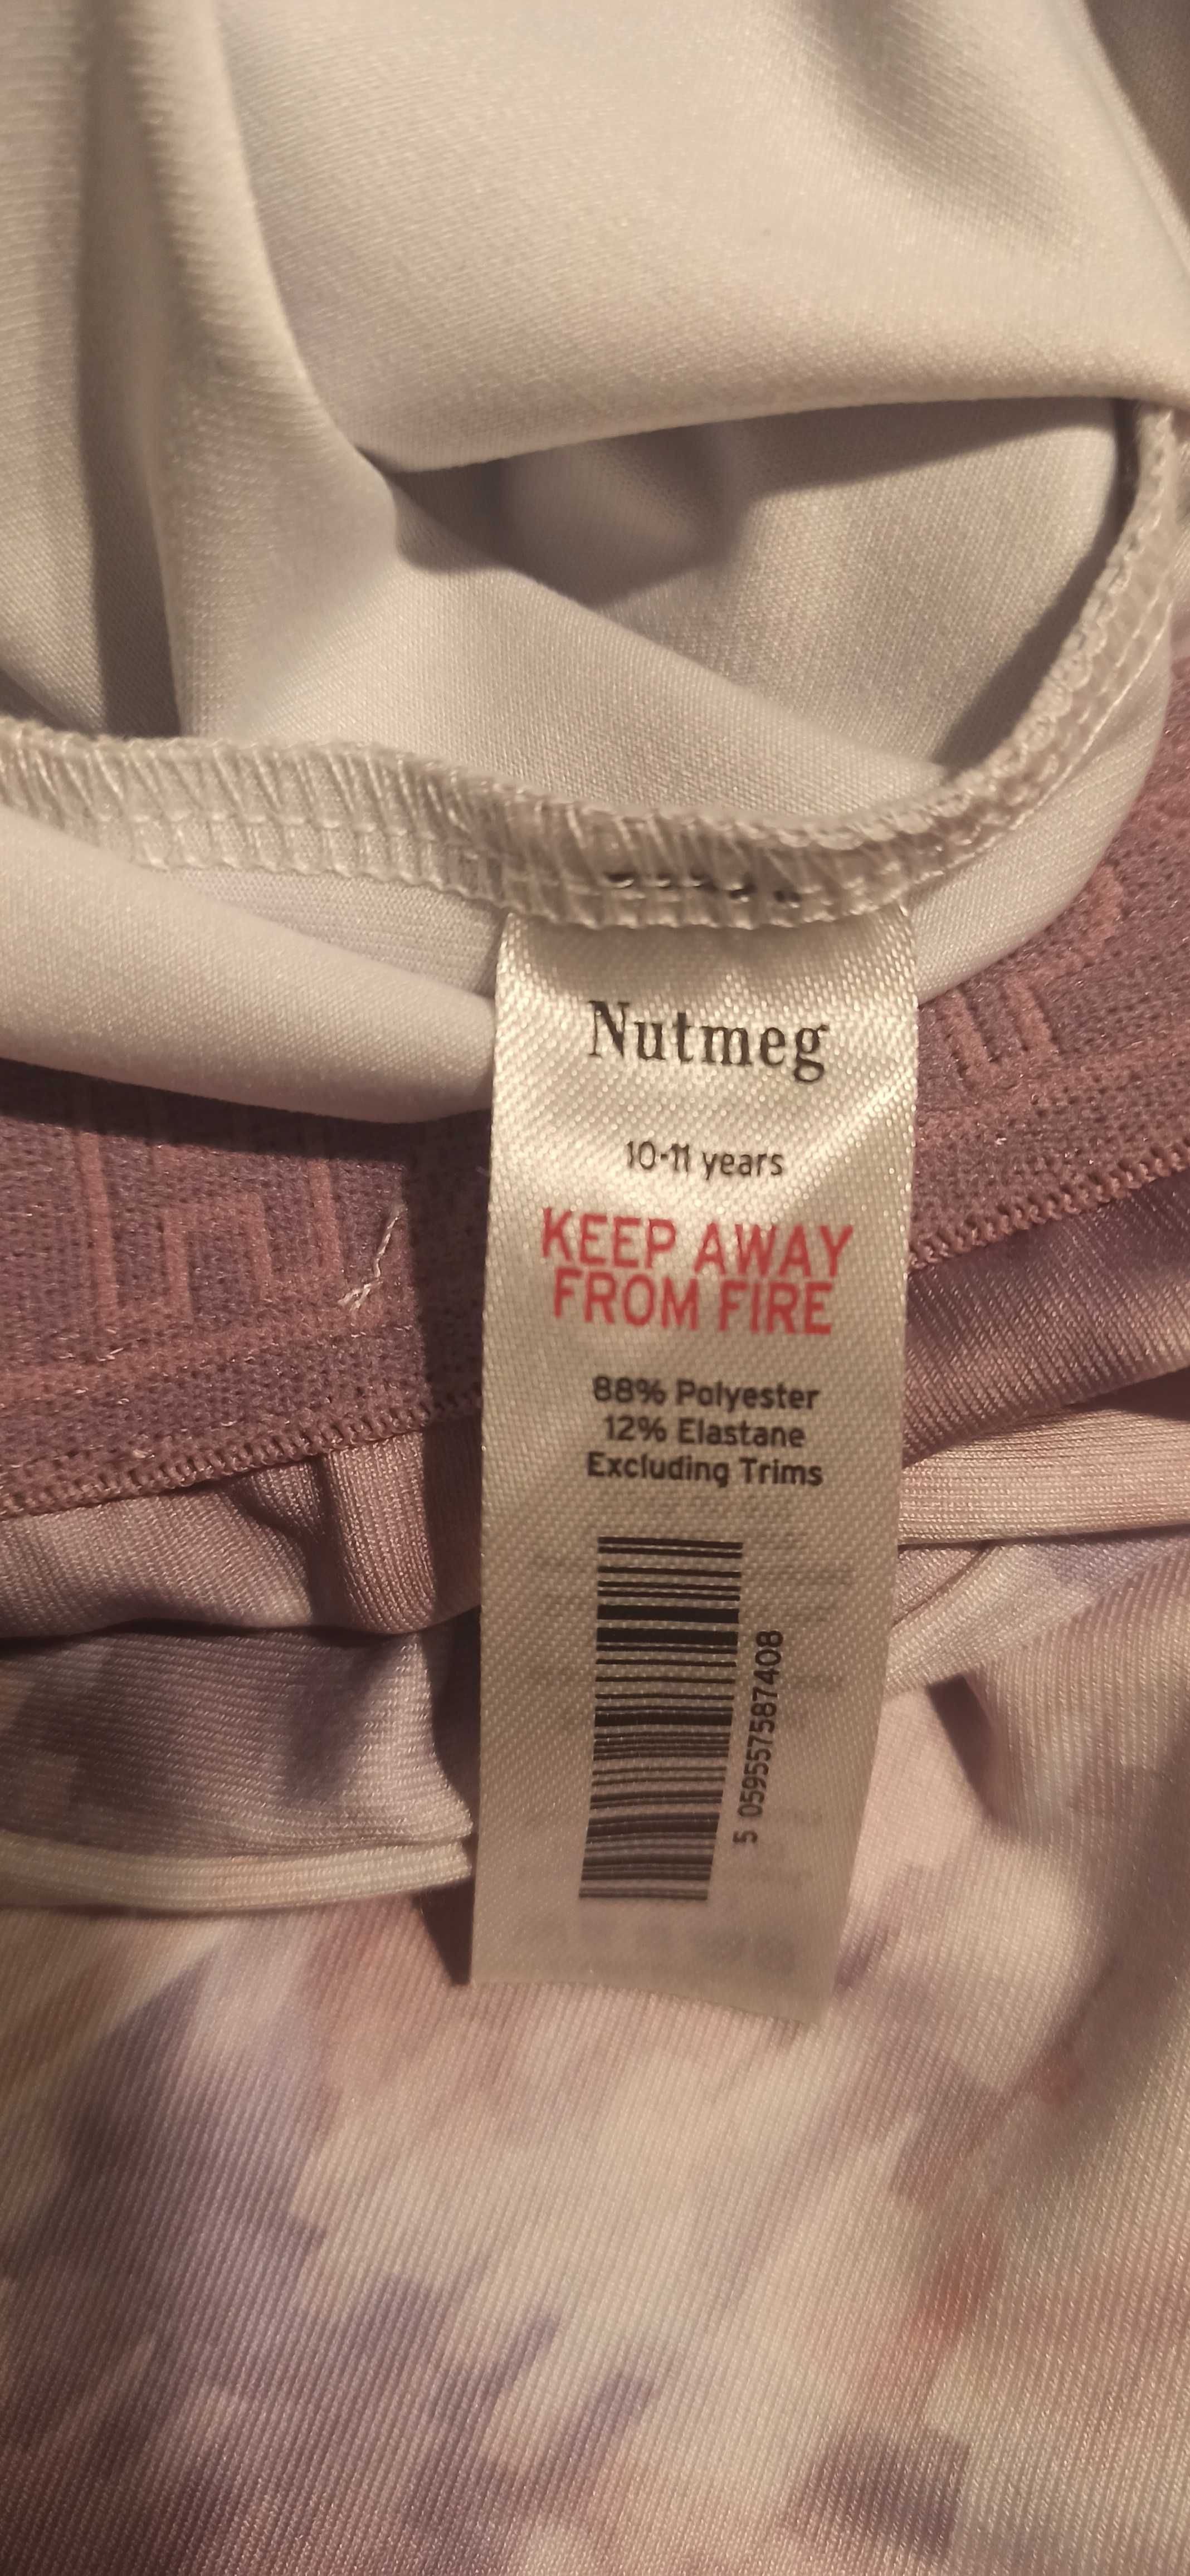 Nutmeg
10-11 years
KEEP AWAY
FROM FIRE
88% Polyester
12% Elastane
Excluding Trims
5 059557587408